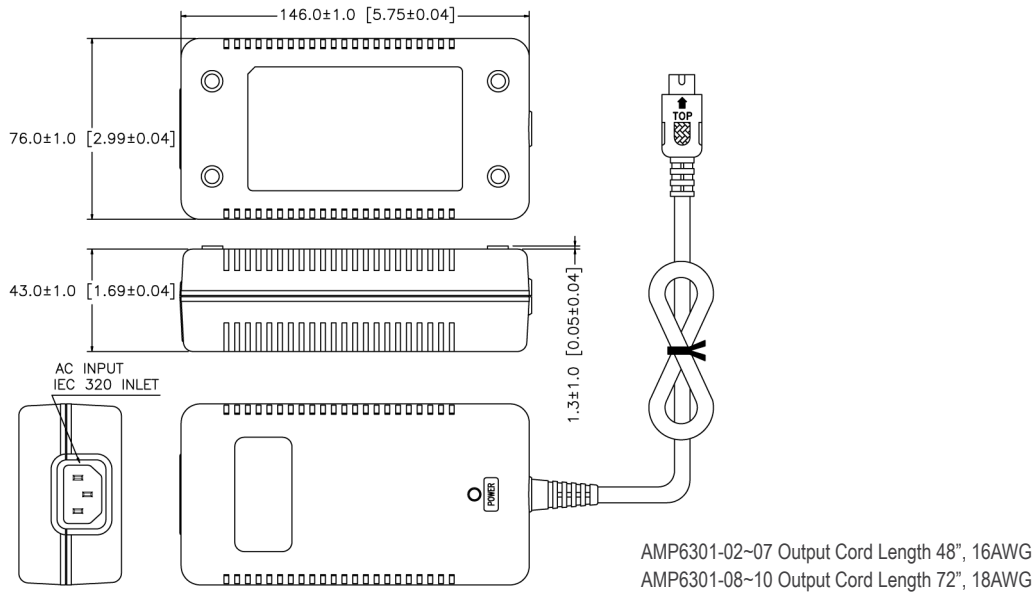 146.0±1.0 [5.75±0.04]
76.0±1.0 [2.99±0.04]
TOP
43.0±1.0 [1.69±0.04]
1.3±1.0 [0.05±0.04]
AC INPUT
IEC 320 INLET
POWER
AMP6301-02~07 Output Cord Length 48”, 16AWG
AMP6301-08~10 Output Cord Length 72”, 18AWG